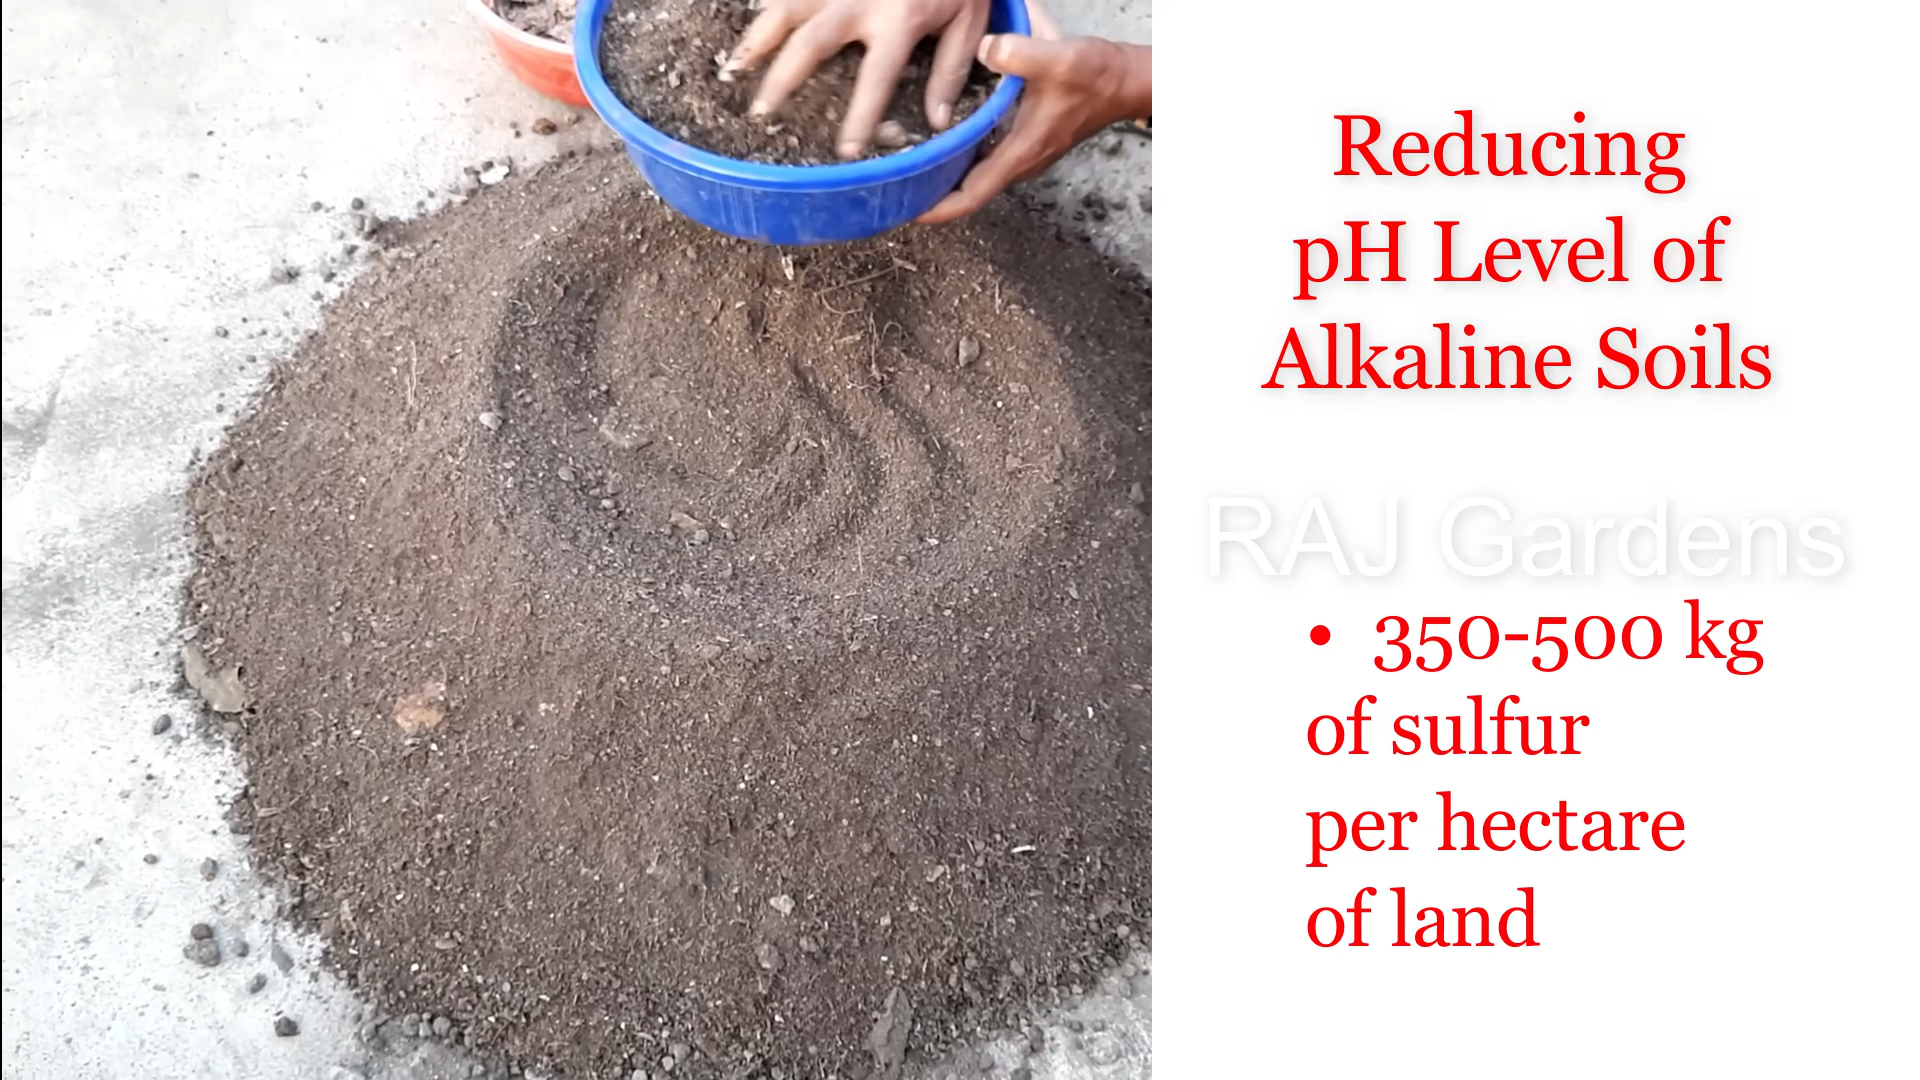 Reducing
pH Level of
Alkaline Soils
RAJ Gardens
• 350-500 kg
of sulfur
per hectare
of land